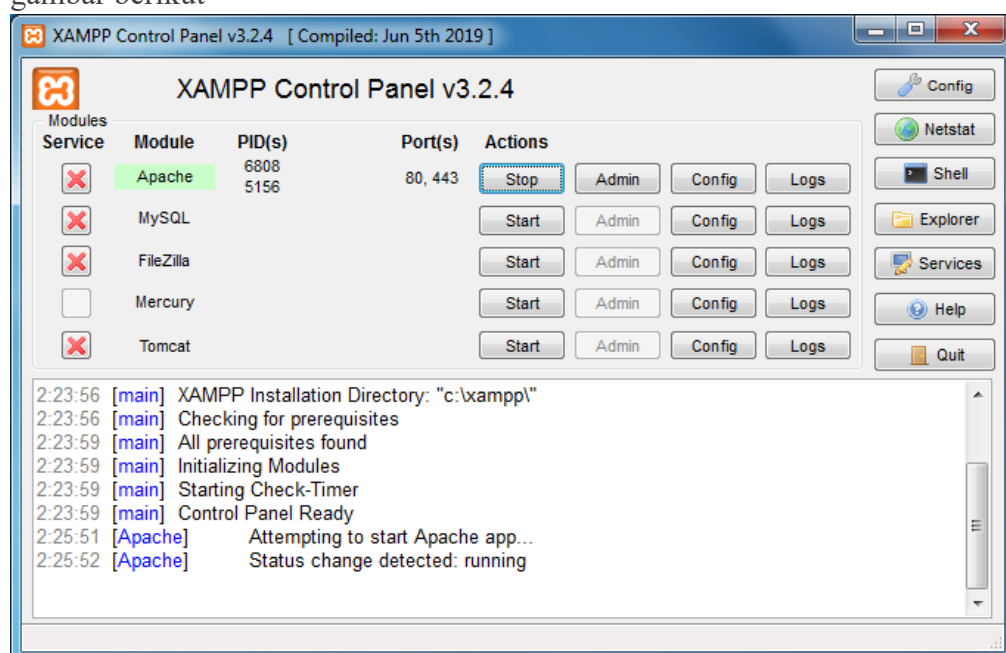 gambar berikut
XAMPP Control Panel v3.2.4 [ Compiled: Jun 5th 2019 ]
XAMPP Control Panel v3.2.4
Config
Modules
Netstat
Service Module PID(s) Port(s) Actions
Apache 6808 80, 443 Stop Admin Config Logs Shell
5156
MySQL Start Admin Config Logs Explorer
FileZilla Start Admin Config Logs Services
Mercury Start Admin Config Logs Help
Tomcat Start Admin Config Logs Quit
2:23:56 [main] XAMPP Installation Directory: "c:\xampp\"
2:23:56 [main] Checking for prerequisites
2:23:59 [main] All prerequisites found
2:23:59 [main] Initializing Modules
2:23:59 [main] Starting Check-Timer
2:23:59 [main] Control Panel Ready
2:25:51 [Apache] Attempting to start Apache app...
2:25:52 [Apache] Status change detected: running